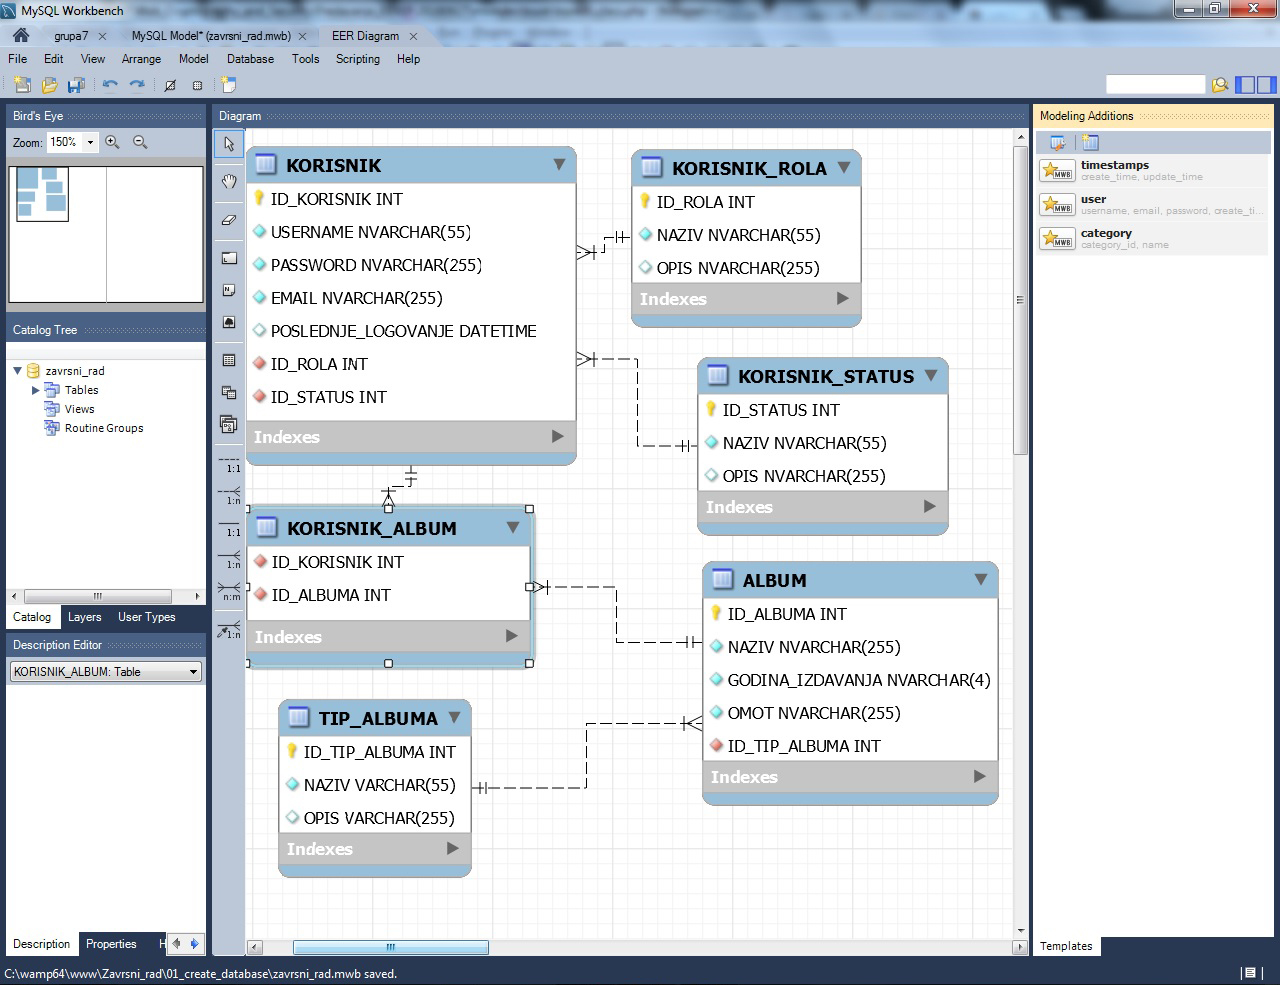 MySQL Workbench
grupa7
MySQL Model* (zavrsni_rad.mwb)
EER Diagram
File Edit View Arrange Model Database Tools Scripting Help
Bird's Eye
Zoom: 150%
Catalog Tree
zavrsni_rad
Tables
Views
Routine Groups
Catalog Layers User Types
Description Editor
KORISNIK_ALBUM: Table
Description Properties H
Diagram
1:1
1:n
1:1
1:n
n:m
1:n
KORISNIK
ID_KORISNIK INT
USERNAME NVARCHAR(55)
PASSWORD NVARCHAR(255)
EMAIL NVARCHAR(255)
POSLEDNJE_LOGOVANJE DATETIME
ID_ROLA INT
ID_STATUS INT
Indexes
KORISNIK_ROLA
ID_ROLA INT
NAZIV NVARCHAR(55)
OPIS NVARCHAR(255)
Indexes
KORISNIK_STATUS
ID_STATUS INT
NAZIV NVARCHAR(55)
OPIS NVARCHAR(255)
Indexes
KORISNIK_ALBUM
ID_KORISNIK INT
ID_ALBUMA INT
Indexes
ALBUM
ID_ALBUMA INT
NAZIV NVARCHAR(255)
GODINA_IZDAVANJA NVARCHAR(4)
OMOT NVARCHAR(255)
ID_TIP_ALBUMA INT
Indexes
TIP_ALBUMA
ID_TIP_ALBUMA INT
NAZIV VARCHAR(55)
OPIS VARCHAR(255)
Indexes
Modeling Additions
MWB
timestamps
create_time, update_time
MWB
user
username, email, password, create_ti...
MWB
category
category_id, name
Templates
C:\wamp64\www\Zavrsni_rad\01_create_database\zavrsni_rad.mwb saved.